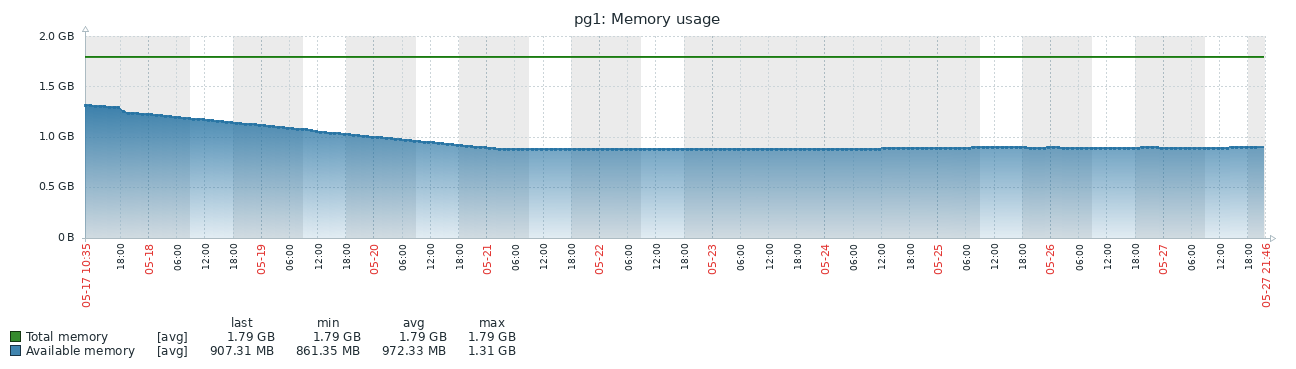 pg1: Memory usage
2.0 GB
1.5 GB
1.0 GB
0.5 GB
0 B
05-17 10:35 18:00 05-18 06:00 12:00 18:00 05-19 06:00 12:00 18:00 05-20 06:00 12:00 18:00 05-21 06:00 12:00 18:00 05-22 06:00 12:00 18:00 05-23 06:00 12:00 18:00 05-24 06:00 12:00 18:00 05-25 06:00 12:00 18:00 05-26 06:00 12:00 18:00 05-27 06:00 12:00 18:00 05-27 21:46
last min avg max
Total memory [avg] 1.79 GB 1.79 GB 1.79 GB 1.79 GB
Available memory [avg] 907.31 MB 861.35 MB 972.33 MB 1.31 GB